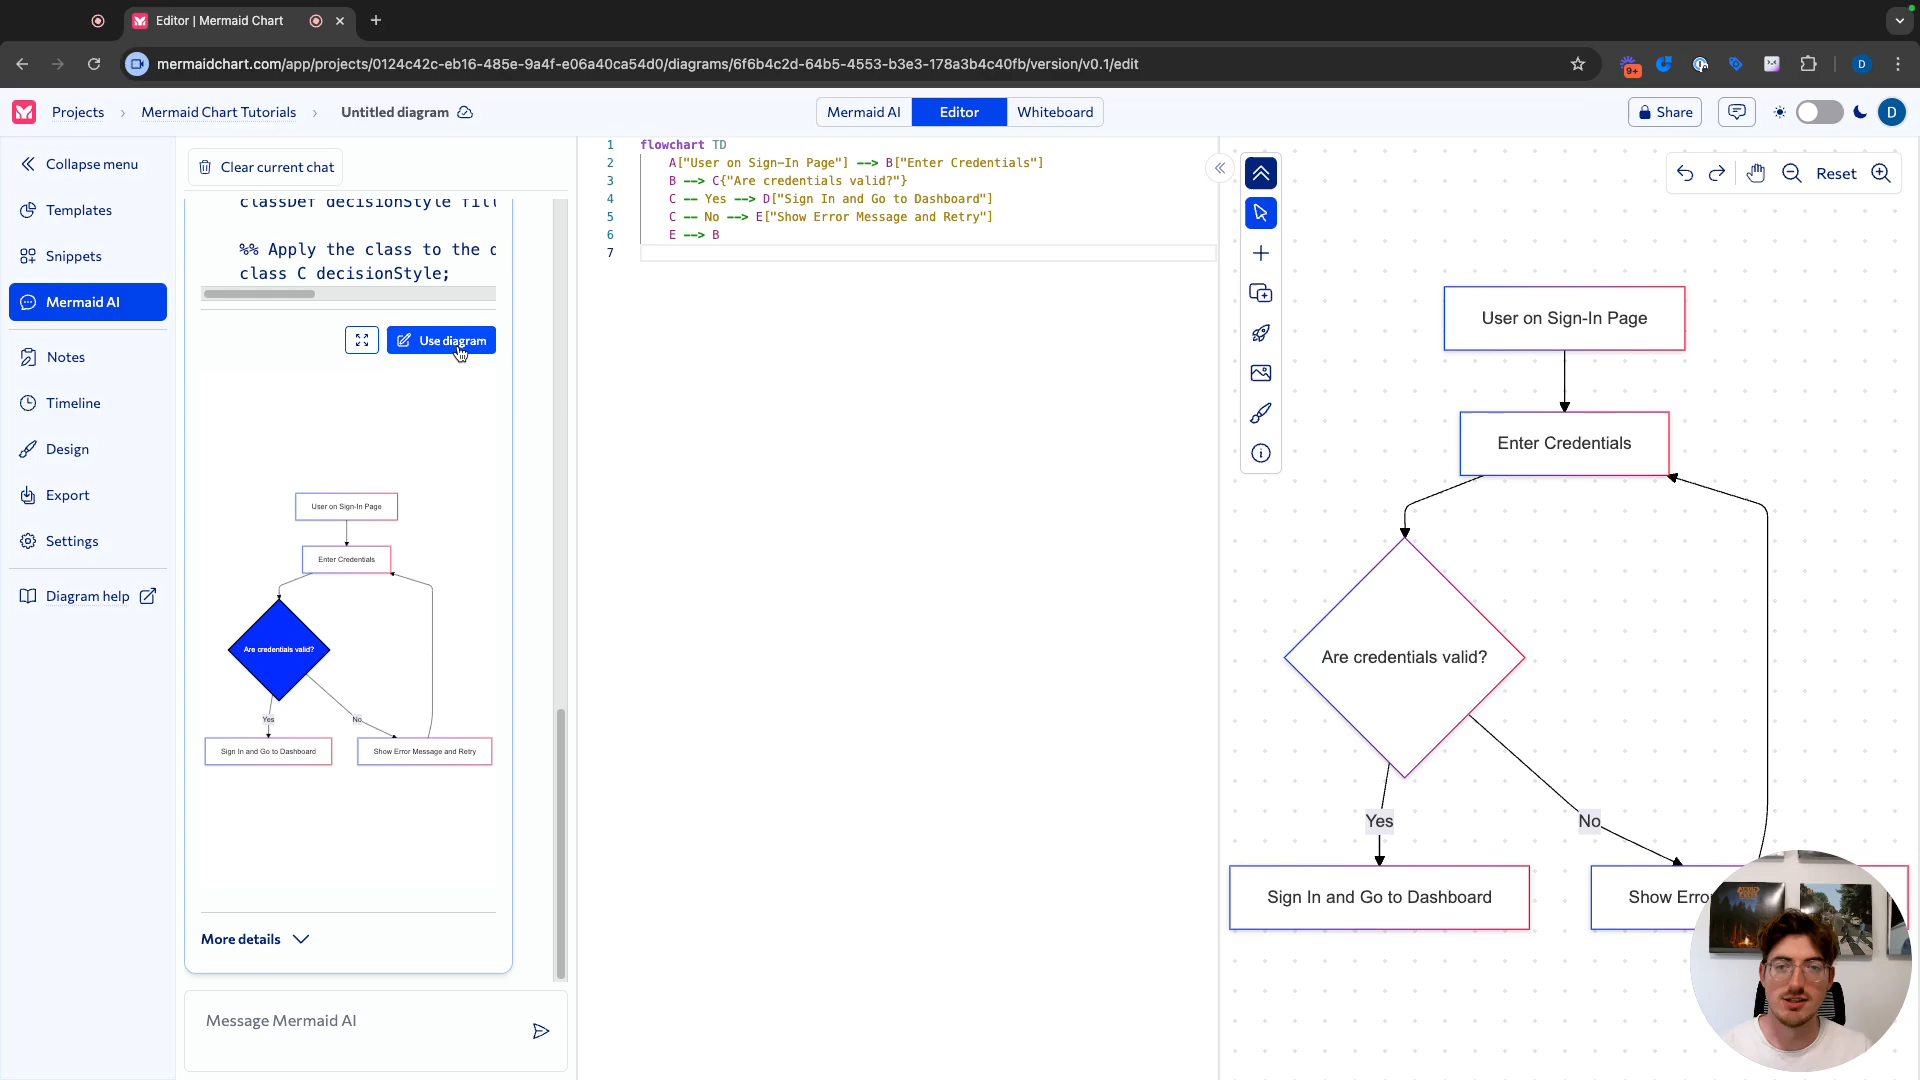 Editor | Mermaid Chart
mermaidchart.com/app/projects/0124c42c-eb16-485e-9a4f-e06a40ca54d0/diagrams/6f6b4c2d-64b5-4553-b3e3-178a3b4c40fb/version/v0.1/edit
9+
D
Projects
Mermaid Chart Tutorials
Untitled diagram
Mermaid AI
Editor
Whiteboard
Share
D
Collapse menu
Templates
Snippets
Mermaid AI
Notes
Timeline
Design
Export
Settings
Diagram help
Clear current chat
classDef decisionStyle fill
%% Apply the class to the
class C decisionStyle;
Use diagram
User on Sign-In Page
Enter Credentials
Are credentials valid?
Yes
No
Sign In and Go to Dashboard
Show Error Message and Retry
More details
Message Mermaid AI
1 flowchart TD
2 A["User on Sign-In Page"] --> B["Enter Credentials"]
3 B --> C{"Are credentials valid?"}
4 C -- Yes --> D["Sign In and Go to Dashboard"]
5 C -- No --> E["Show Error Message and Retry"]
6 E --> B
7
Reset
User on Sign-In Page
Enter Credentials
Are credentials valid?
Yes
No
Sign In and Go to Dashboard
Show Erro